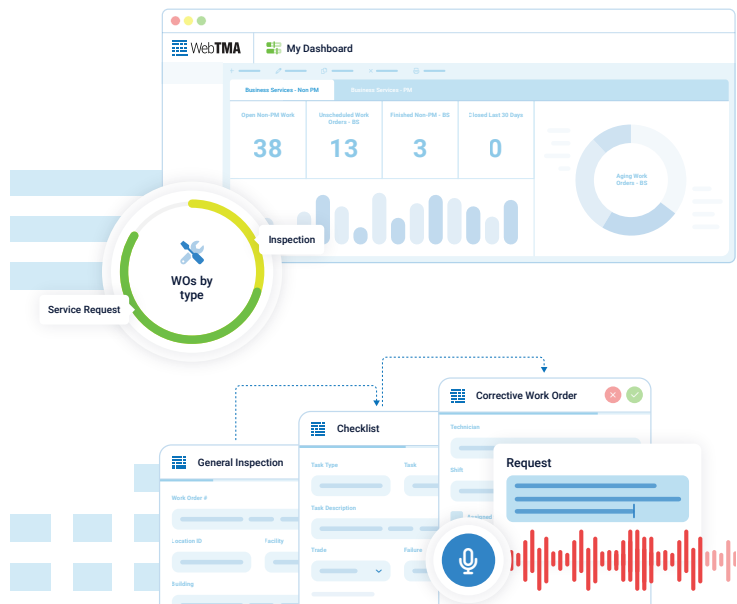 WebTMA
My Dashboard
Business Services - Non PM
Business Services - PM
Open Non-PM Work
Unscheduled Work
Orders - BS
Finished Non-PM - BS
Closed Last 30 Days
38
13
3
0
Aging Work
Orders - BS
Inspection
WOs by
type
Service Request
Corrective Work Order
Technician
Checklist
Request
Task Type
Task
Shift
General Inspection
Work Order #
Task Description
Assigned
Location ID
Facility
Trade
Failure
Building